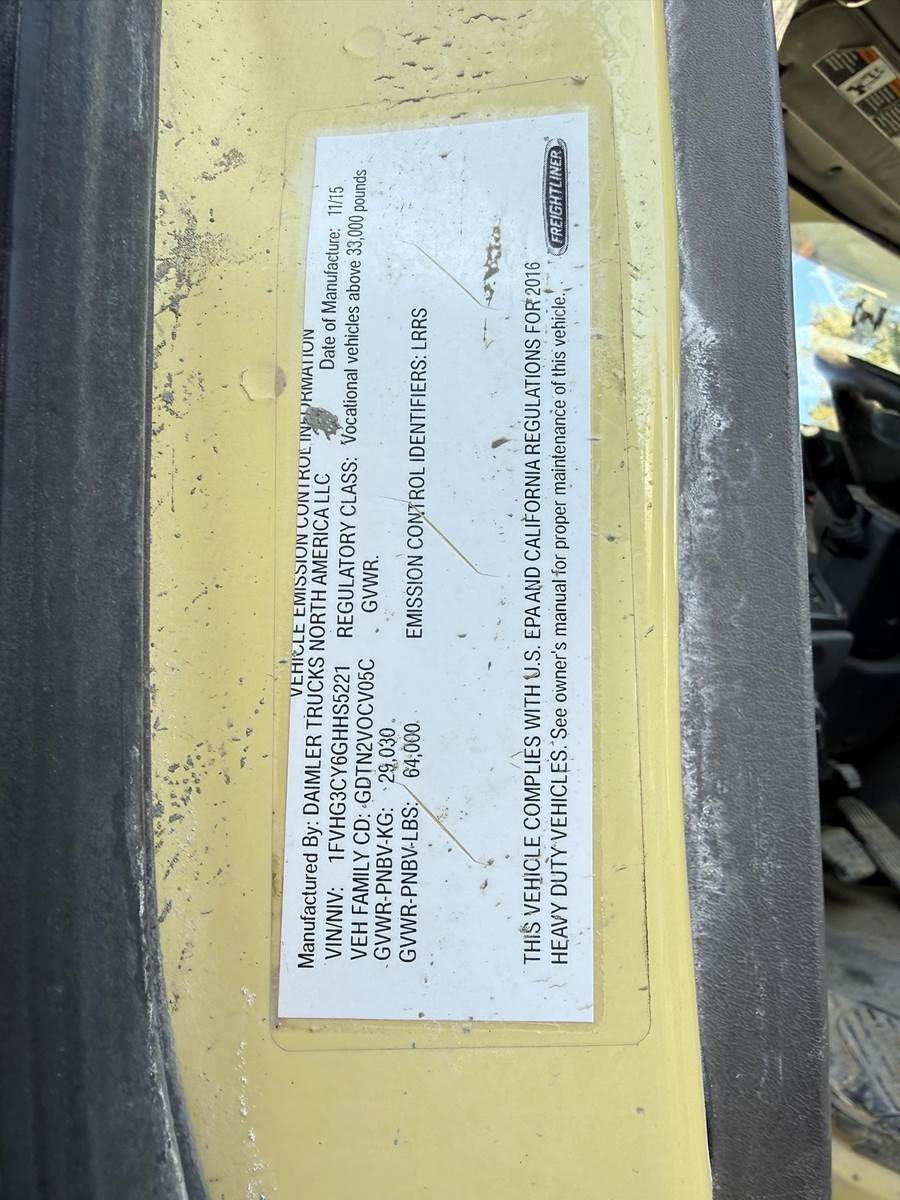 VEHICLE EMISSION CONTROL INFORMATION
Manufactured By: DAIMLER TRUCKS NORTH AMERICA LLC Date of Manufacture: 11/15
VIN/NIV: 1FVHG3CY6GHHS5221 REGULATORY CLASS: Vocational vehicles above 33,000 pounds
VEH FAMILY CD: GDTN2VOCV05C GVWR.
GVWR-PNBV-KG: 29,030
GVWR-PNBV-LBS: 64,000 EMISSION CONTROL IDENTIFIERS: LRRS
THIS VEHICLE COMPLIES WITH U.S. EPA AND CALIFORNIA REGULATIONS FOR 2016
HEAVY DUTY VEHICLES. See owner's manual for proper maintenance of this vehicle.
FREIGHTLINER